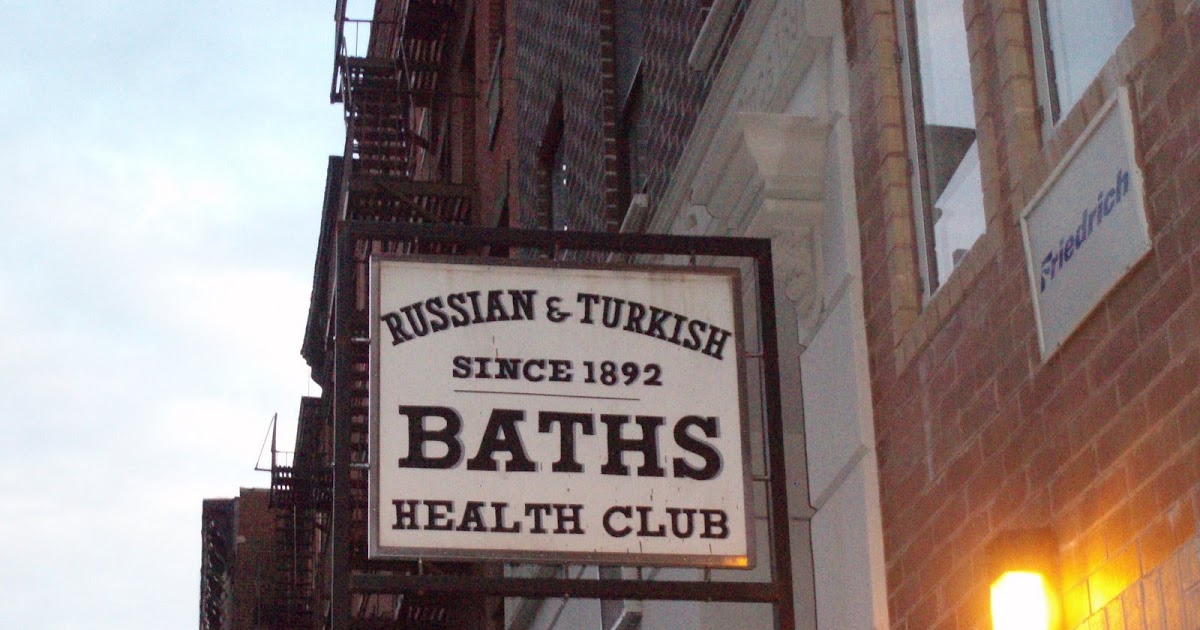 RUSSIAN & TURKISH
SINCE 1892
BATHS
HEALTH CLUB
Friedrich